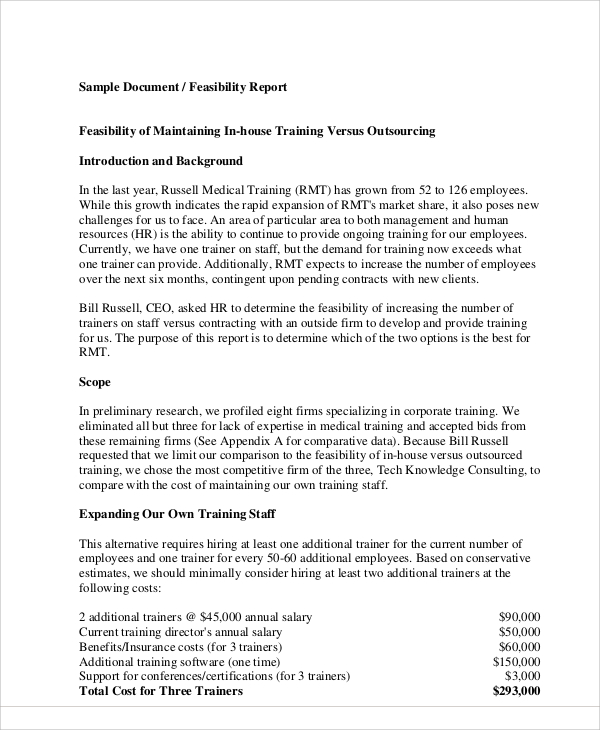 Sample Document / Feasibility Report
Feasibility of Maintaining In-house Training Versus Outsourcing
Introduction and Background
In the last year, Russell Medical Training (RMT) has grown from 52 to 126 employees.
While this growth indicates the rapid expansion of RMT's market share, it also poses new
challenges for us to face. An area of particular area to both management and human
resources (HR) is the ability to continue to provide ongoing training for our employees.
Currently, we have one trainer on staff, but the demand for training now exceeds what
one trainer can provide. Additionally, RMT expects to increase the number of employees
over the next six months, contingent upon pending contracts with new clients.
Bill Russell, CEO, asked HR to determine the feasibility of increasing the number of
trainers on staff versus contracting with an outside firm to develop and provide training
for us. The purpose of this report is to determine which of the two options is the best for
RMT.
Scope
In preliminary research, we profiled eight firms specializing in corporate training. We
eliminated all but three for lack of expertise in medical training and accepted bids from
these remaining firms (See Appendix A for comparative data). Because Bill Russell
requested that we limit our comparison to the feasibility of in-house versus outsourced
training, we chose the most competitive firm of the three, Tech Knowledge Consulting, to
compare with the cost of maintaining our own training staff.
Expanding Our Own Training Staff
This alternative requires hiring at least one additional trainer for the current number of
employees and one trainer for every 50-60 additional employees. Based on conservative
estimates, we should minimally consider hiring at least two additional trainers at the
following costs:
2 additional trainers @ $45,000 annual salary $90,000
Current training director's annual salary $50,000
Benefits/Insurance costs (for 3 trainers) $60,000
Additional training software (one time) $150,000
Support for conferences/certifications (for 3 trainers) $3,000
Total Cost for Three Trainers $293,000